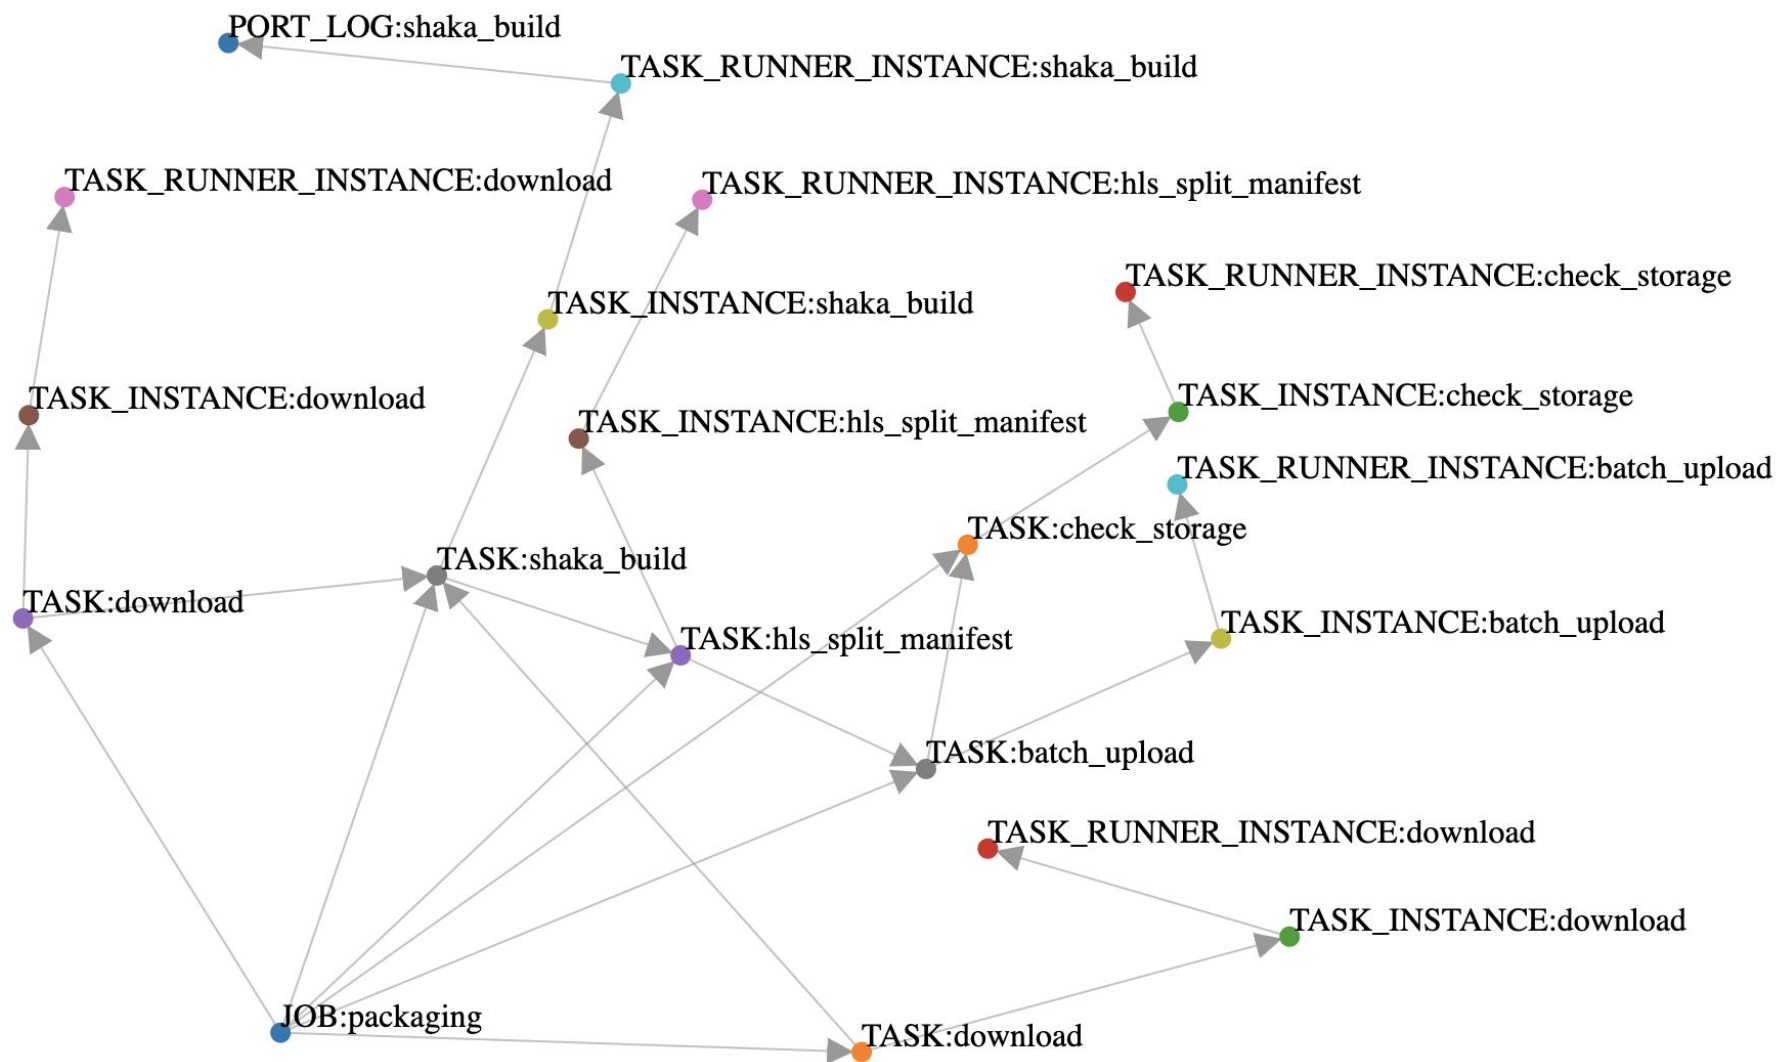 PORT_LOG:shaka_build
TASK_RUNNER_INSTANCE:shaka_build
TASK_RUNNER_INSTANCE:download
TASK_RUNNER_INSTANCE:hls_split_manifest
TASK_RUNNER_INSTANCE:check_storage
TASK_INSTANCE:shaka_build
TASK_INSTANCE:download
TASK_INSTANCE:check_storage
TASK_INSTANCE:hls_split_manifest
TASK_RUNNER_INSTANCE:batch_upload
TASK:check_storage
TASK:shaka_build
TASK:download
TASK_INSTANCE:batch_upload
TASK:hls_split_manifest
TASK:batch_upload
TASK_RUNNER_INSTANCE:download
TASK_INSTANCE:download
JOB:packaging
TASK:download